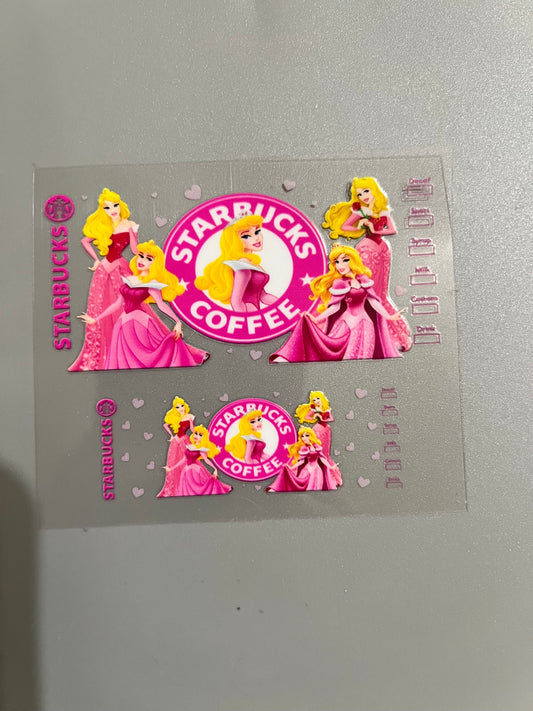 STARBUCKS
STARBUCKS
COFFEE
Decaf
Shots
Syrup
Milk
Custom
Drink
STARBUCKS
STARBUCKS
COFFEE